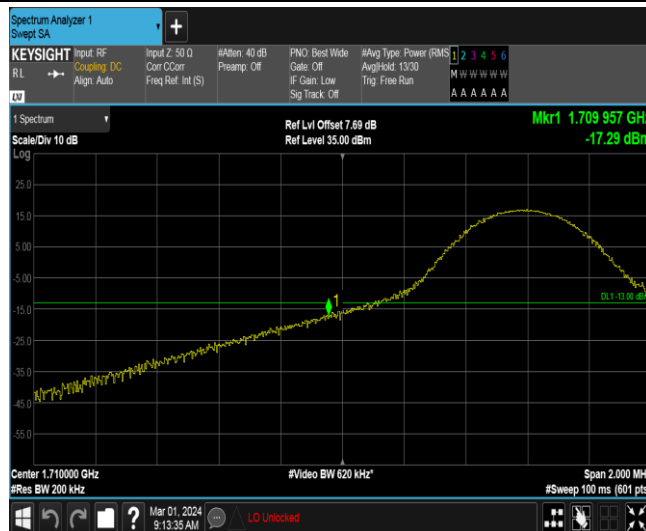 Spectrum Analyzer 1
Swept SA
+
KEYSIGHT
RL
Input: RF
Coupling: DC
Align: Auto
Input Z: 50 Ω
Corr CCorr
Freq Ref: Int (S)
#Atten: 40 dB
Preamp: Off
PNO: Best Wide
Gate: Off
IF Gain: Low
Sig Track: Off
#Avg Type: Power (RMS
Avg|Hold: 13/30
Trig: Free Run
1 2 3 4 5 6
M W W W W W
A A A A A A
1 Spectrum
Scale/Div 10 dB
Log
Ref Lvl Offset 7.69 dB
Ref Level 35.00 dBm
Mkr1 1.709 957 GHz
-17.29 dBm
25.0
15.0
5.00
-5.00
DL1 -13.00 dBm
1
-15.0
-25.0
-35.0
-45.0
-55.0
Center 1.710000 GHz
#Res BW 200 kHz
#Video BW 620 kHz*
Span 2.000 MH
#Sweep 100 ms (601 pts
?
Mar 01, 2024
9:13:35 AM
LO Unlocked